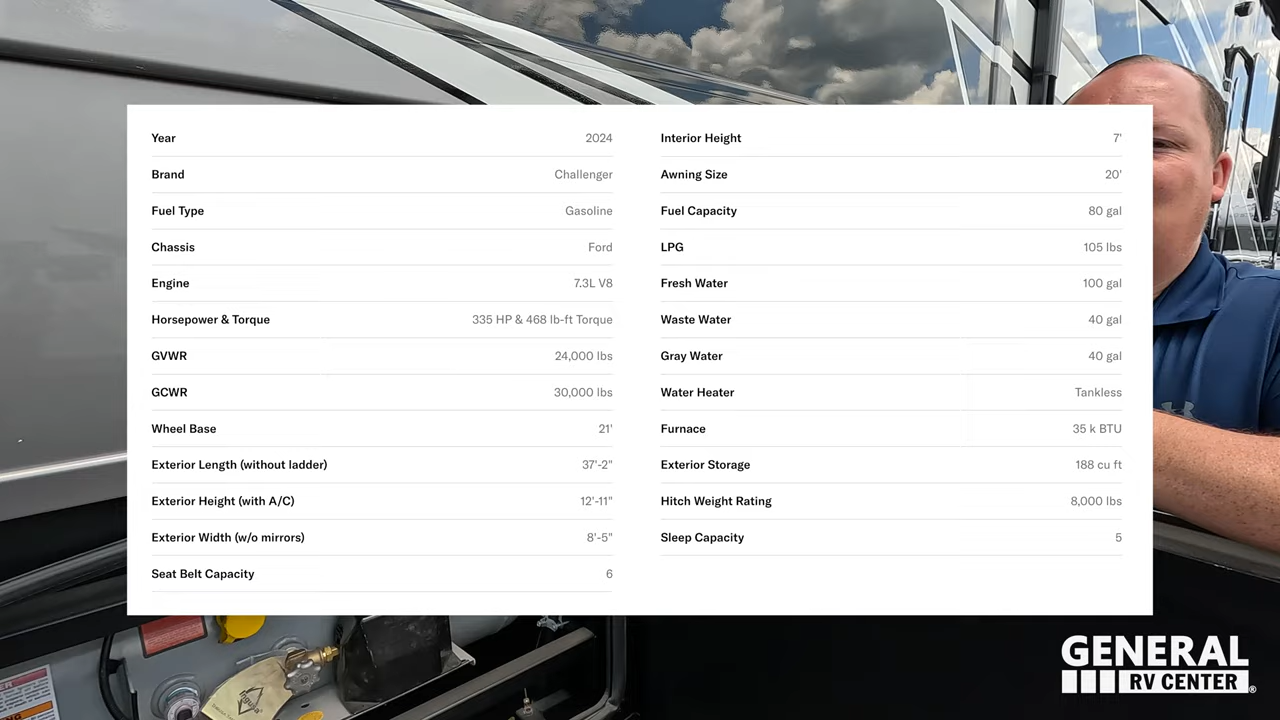 Year 2024
Brand Challenger
Fuel Type Gasoline
Chassis Ford
Engine 7.3L V8
Horsepower & Torque 335 HP & 468 lb-ft Torque
GVWR 24,000 lbs
GCWR 30,000 lbs
Wheel Base 21'
Exterior Length (without ladder) 37'-2"
Exterior Height (with A/C) 12'-11"
Exterior Width (w/o mirrors) 8'-5"
Seat Belt Capacity 6
Interior Height 7'
Awning Size 20'
Fuel Capacity 80 gal
LPG 105 lbs
Fresh Water 100 gal
Waste Water 40 gal
Gray Water 40 gal
Water Heater Tankless
Furnace 35 k BTU
Exterior Storage 188 cu ft
Hitch Weight Rating 8,000 lbs
Sleep Capacity 5
GENERAL
RV CENTER®